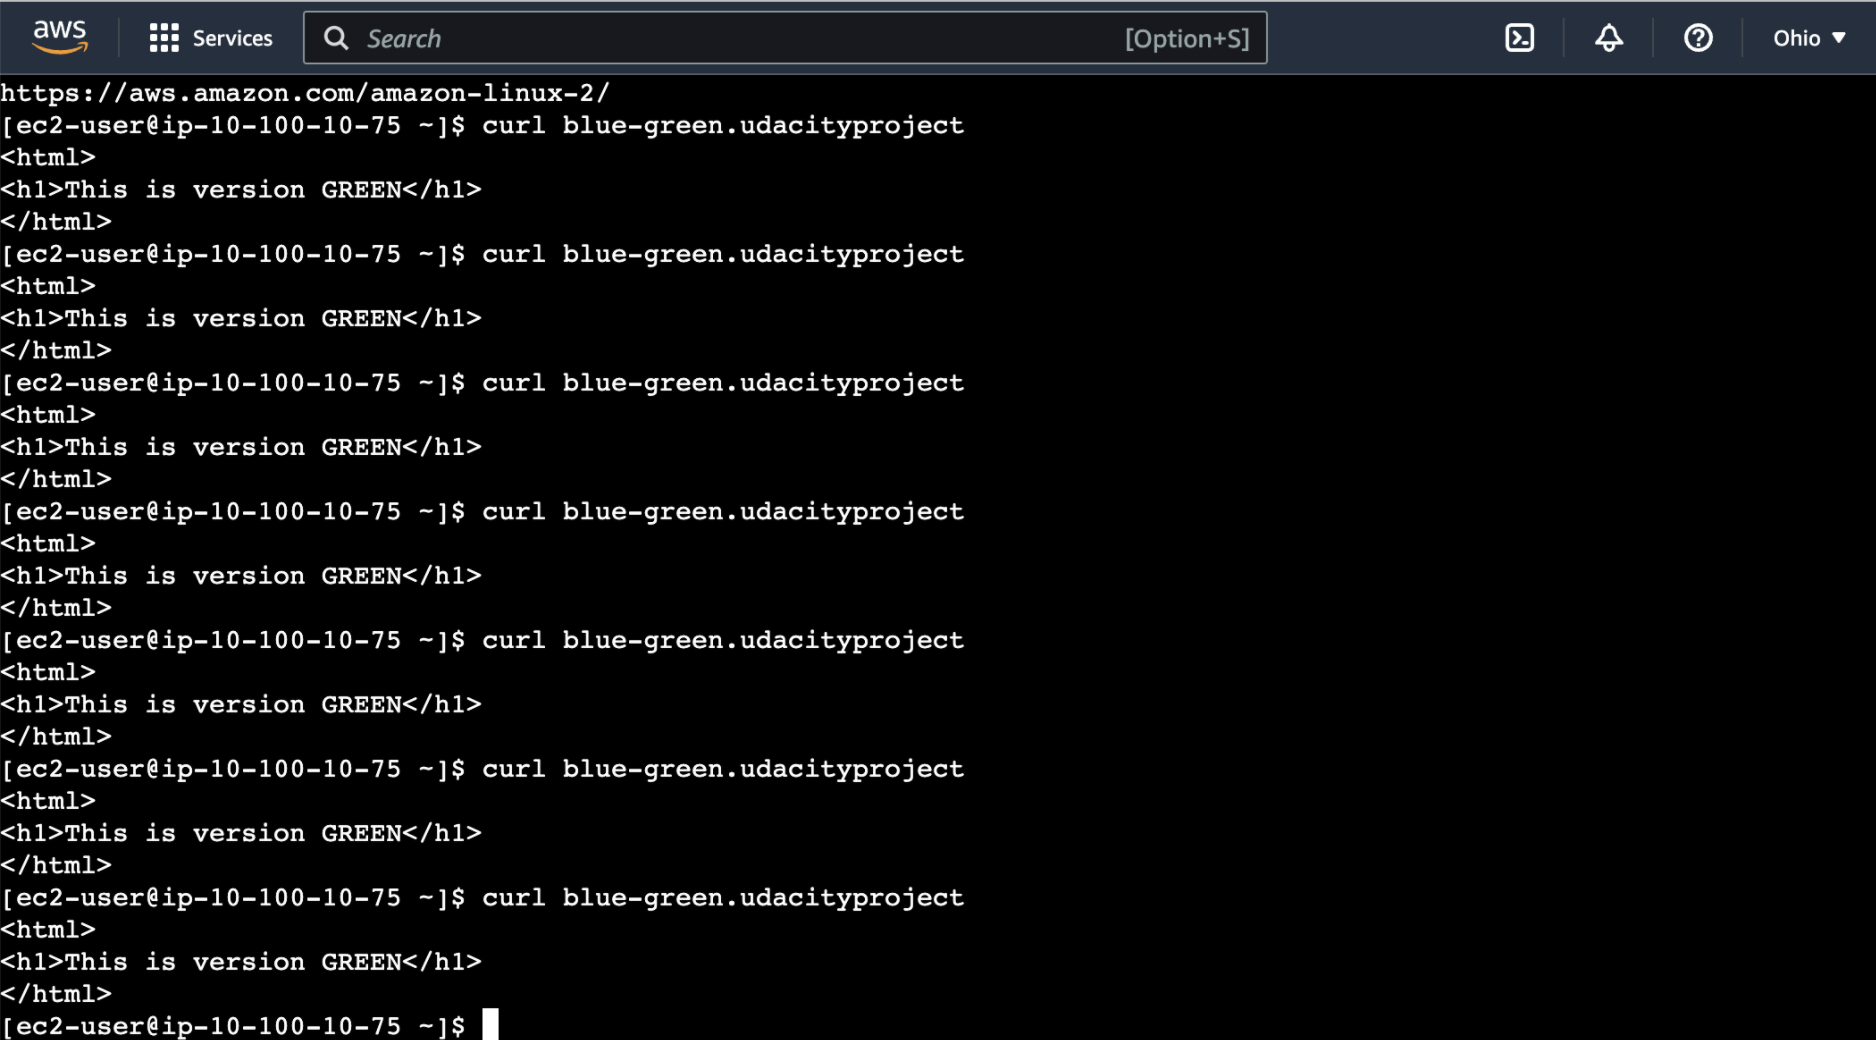 aws Services Search [Option+S] Ohio
https://aws.amazon.com/amazon-linux-2/
[ec2-user@ip-10-100-10-75 ~]$ curl blue-green.udacityproject
<html>
<h1>This is version GREEN</h1>
</html>
[ec2-user@ip-10-100-10-75 ~]$ curl blue-green.udacityproject
<html>
<h1>This is version GREEN</h1>
</html>
[ec2-user@ip-10-100-10-75 ~]$ curl blue-green.udacityproject
<html>
<h1>This is version GREEN</h1>
</html>
[ec2-user@ip-10-100-10-75 ~]$ curl blue-green.udacityproject
<html>
<h1>This is version GREEN</h1>
</html>
[ec2-user@ip-10-100-10-75 ~]$ curl blue-green.udacityproject
<html>
<h1>This is version GREEN</h1>
</html>
[ec2-user@ip-10-100-10-75 ~]$ curl blue-green.udacityproject
<html>
<h1>This is version GREEN</h1>
</html>
[ec2-user@ip-10-100-10-75 ~]$ curl blue-green.udacityproject
<html>
<h1>This is version GREEN</h1>
</html>
[ec2-user@ip-10-100-10-75 ~]$